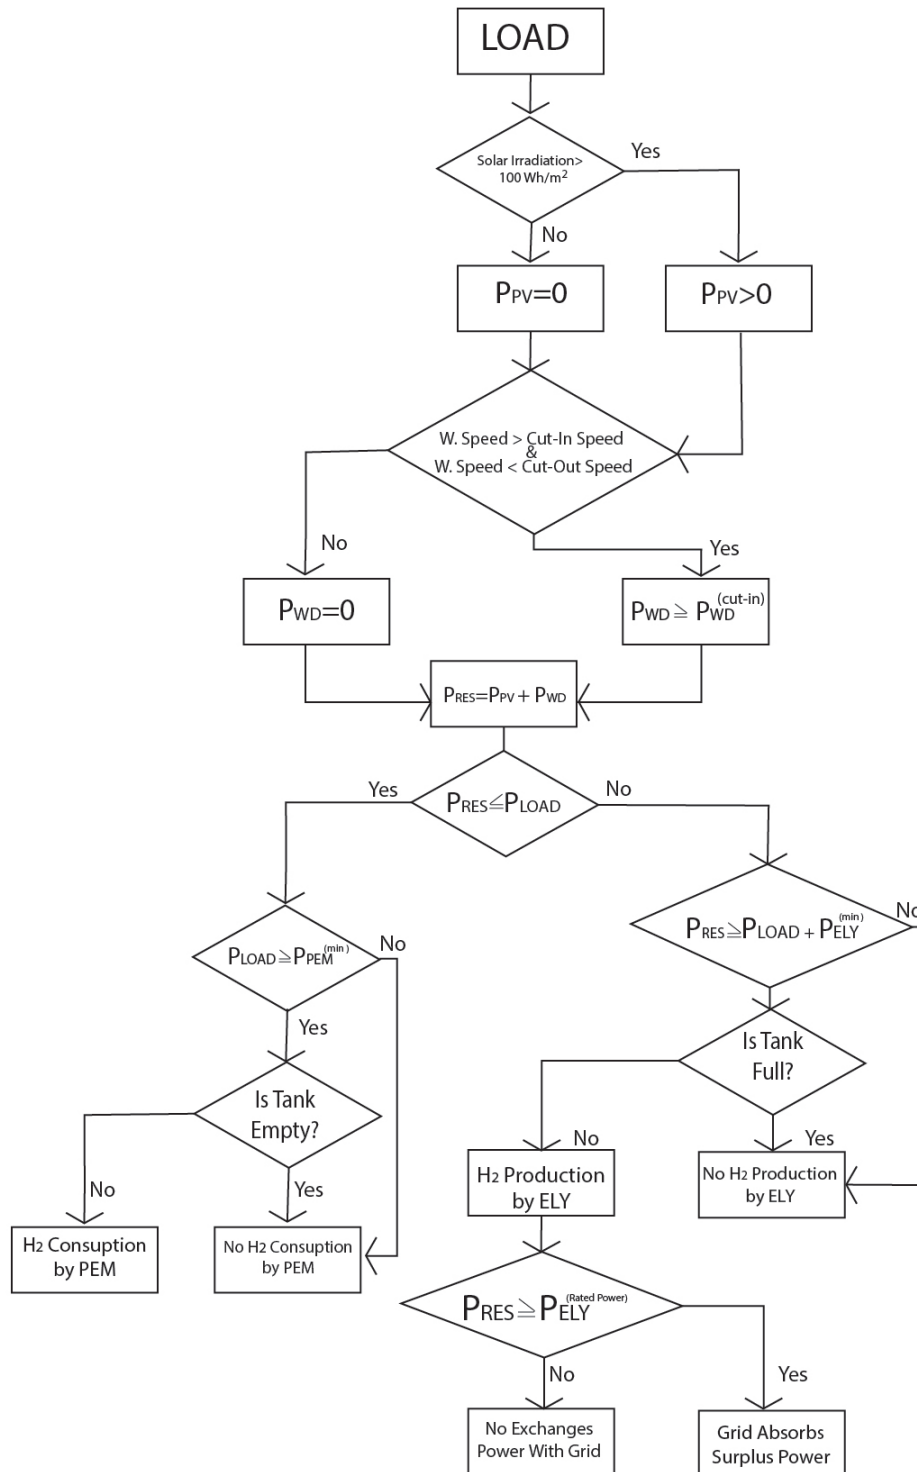 LOAD
Solar Irradiation>
100 Wh/m²
Yes
No
PPV=0
PPV>0
W. Speed > Cut-In Speed
&
W. Speed < Cut-Out Speed
No
Yes
PWD=0
PWD ≧ PWD(cut-in)
PRES=PPV + PWD
Yes
No
PRES≦PLOAD
PRES≧PLOAD + PELY(min)
No
PLOAD≧PPEM(min)
No
Yes
Is Tank
Full?
Is Tank
Empty?
No
Yes
No
Yes
H2 Production
by ELY
No H2 Production
by ELY
H2 Consuption
by PEM
No H2 Consuption
by PEM
PRES≧PELY(Rated Power)
No
Yes
No Exchanges
Power With Grid
Grid Absorbs
Surplus Power